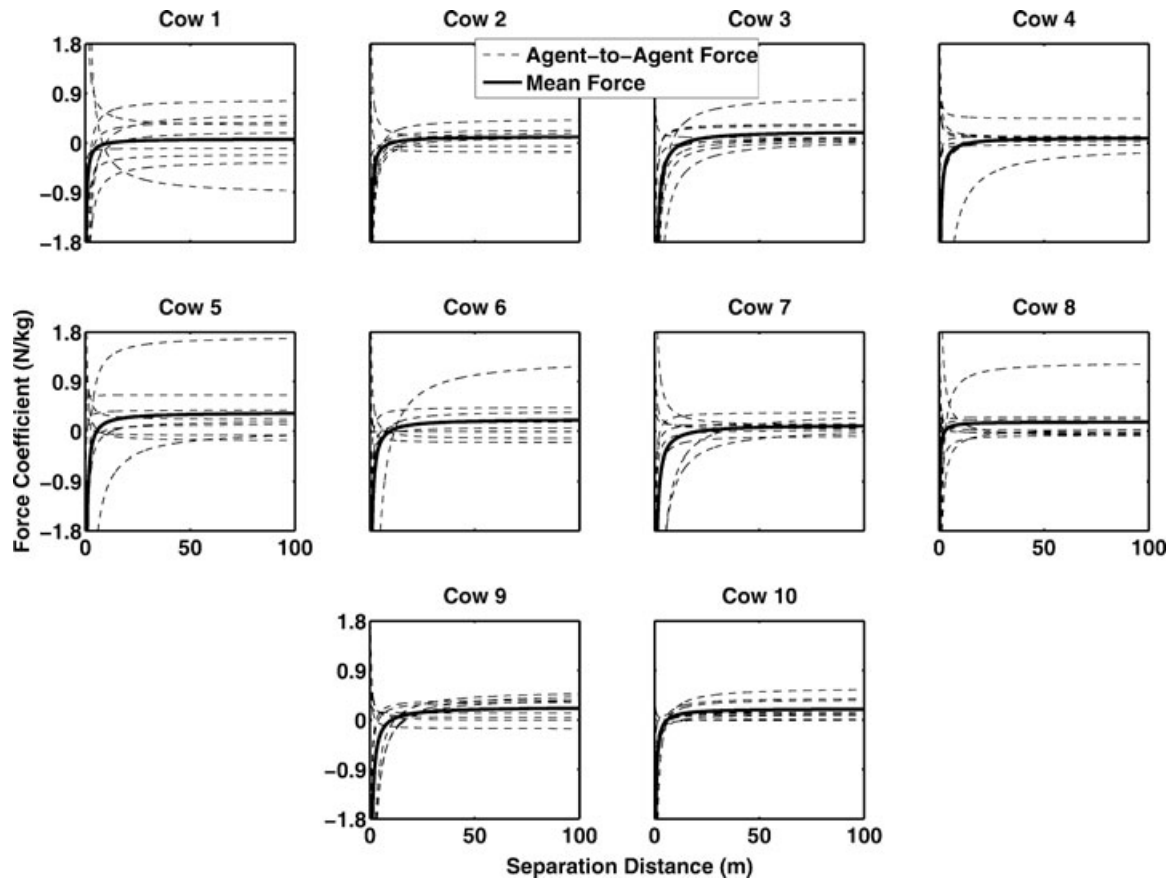 Cow 1
Cow 2
Cow 3
Cow 4
1.8
0.9
0
−0.9
−1.8
Agent−to−Agent Force
Mean Force
Cow 5
Cow 6
Cow 7
Cow 8
Force Coefficient (N/kg)
1.8
0.9
0
−0.9
−1.8
0
50
100
0
50
100
Cow 9
Cow 10
1.8
0.9
0
−0.9
−1.8
0
50
100
0
50
100
Separation Distance (m)